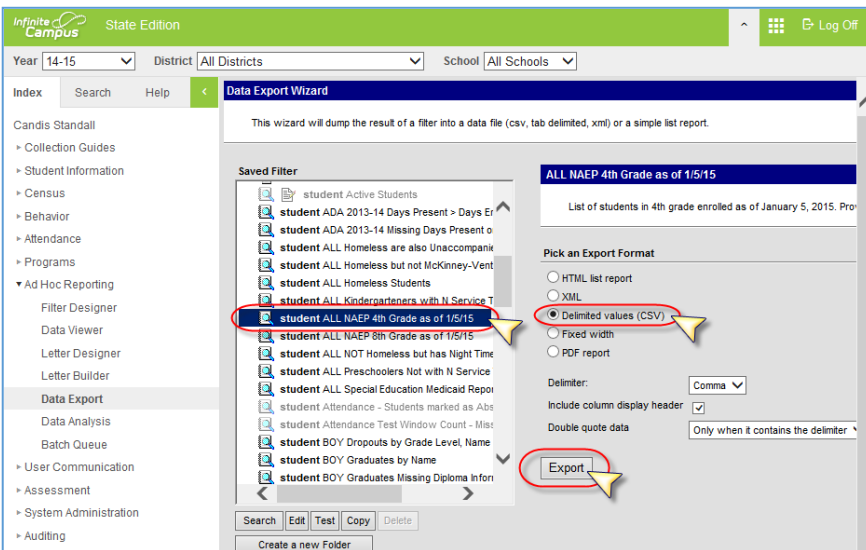 Infinite Campus State Edition Log Off
Year 14-15 District All Districts School All Schools
Index Search Help
Candis Standall
Collection Guides
Student Information
Census
Behavior
Attendance
Programs
Ad Hoc Reporting
Filter Designer
Data Viewer
Letter Designer
Letter Builder
Data Export
Data Analysis
Batch Queue
User Communication
Assessment
System Administration
Auditing
Data Export Wizard
This wizard will dump the result of a filter into a data file (csv, tab delimited, xml) or a simple list report.
Saved Filter
student Active Students
student ADA 2013-14 Days Present > Days Er
student ADA 2013-14 Missing Days Present o
student ALL Homeless are also Unaccompanie
student ALL Homeless but not McKinney-Vent
student ALL Homeless Students
student ALL Kindergarteners with N Service T
student ALL NAEP 4th Grade as of 1/5/15
student ALL NAEP 8th Grade as of 1/5/15
student ALL NOT Homeless but has Night Time
student ALL Preschoolers Not with N Service
student ALL Special Education Medicaid Repor
student Attendance - Students marked as Abs
student Attendance Test Window Count - Miss
student BOY Dropouts by Grade Level, Name
student BOY Graduates by Name
student BOY Graduates Missing Diploma Inforr
Search Edit Test Copy Delete
Create a new Folder
ALL NAEP 4th Grade as of 1/5/15
List of students in 4th grade enrolled as of January 5, 2015. Prov
Pick an Export Format
HTML list report
XML
Delimited values (CSV)
Fixed width
PDF report
Delimiter: Comma
Include column display header
Double quote data Only when it contains the delimiter
Export